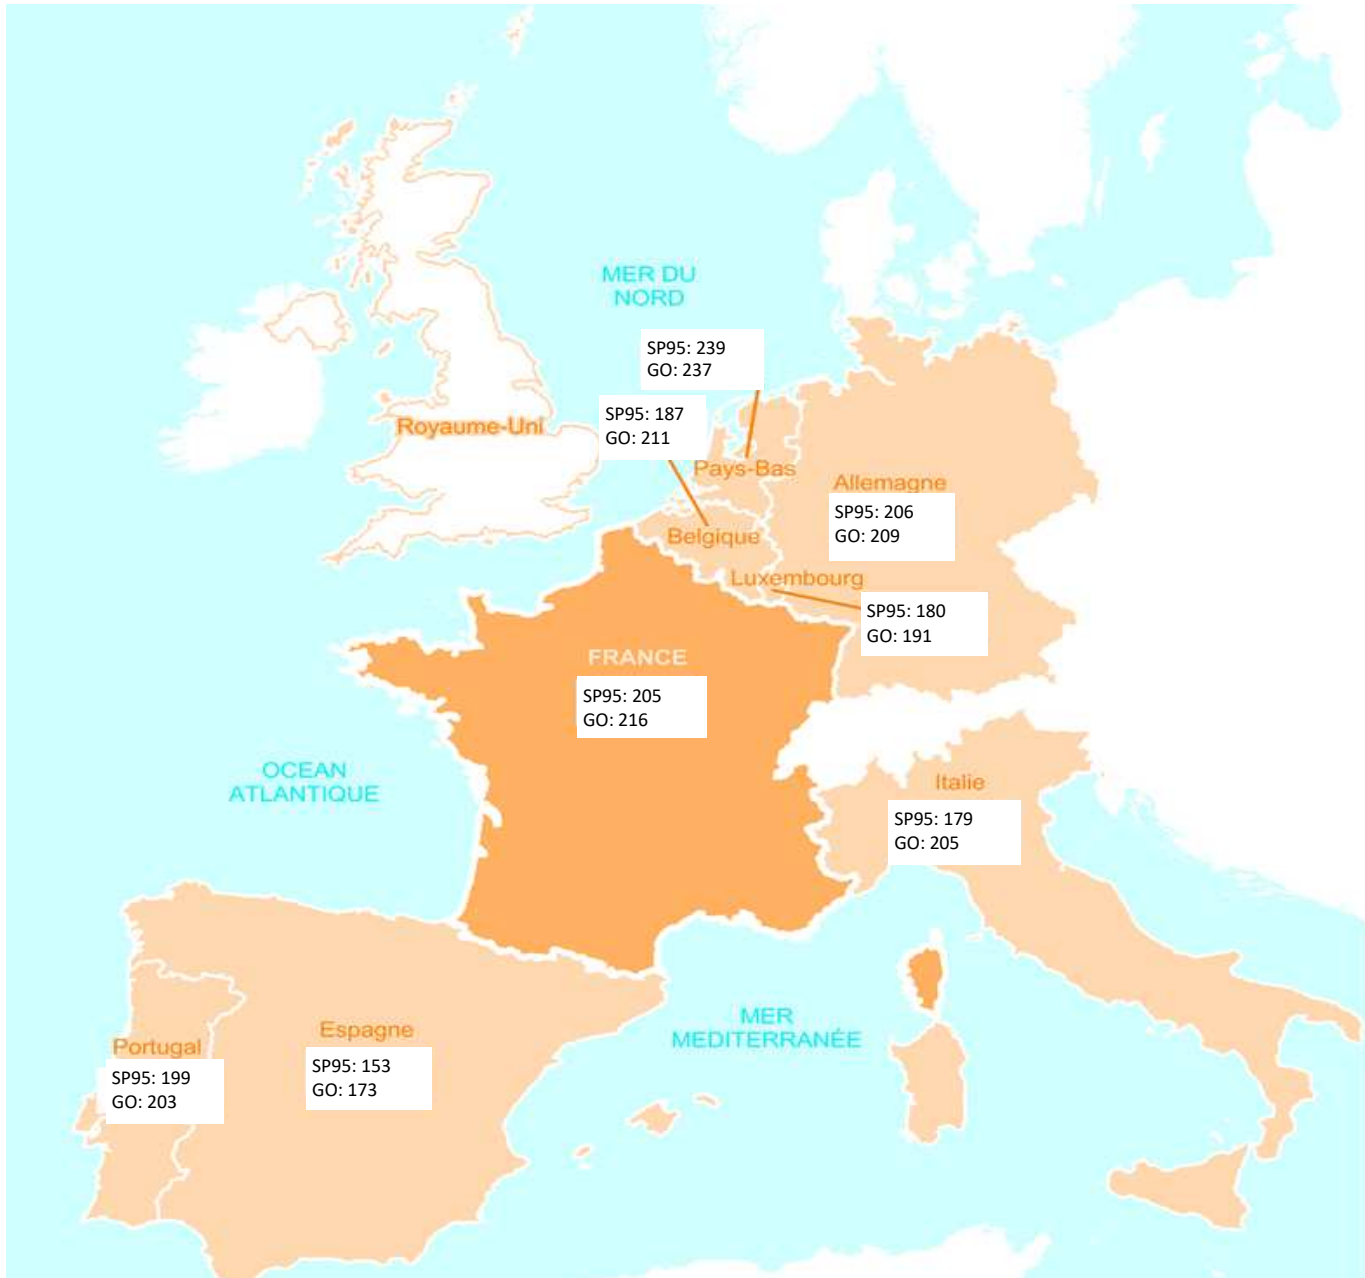 MER DU
NORD
SP95: 239
GO: 237
SP95: 187
GO: 211
Royaume-Uni
Pays-Bas
Allemagne
SP95: 206
GO: 209
Belgique
Luxembourg
SP95: 180
GO: 191
FRANCE
SP95: 205
GO: 216
OCEAN
ATLANTIQUE
Italie
SP95: 179
GO: 205
MER
MEDITERRANÉE
Espagne
SP95: 153
GO: 173
Portugal
SP95: 199
GO: 203